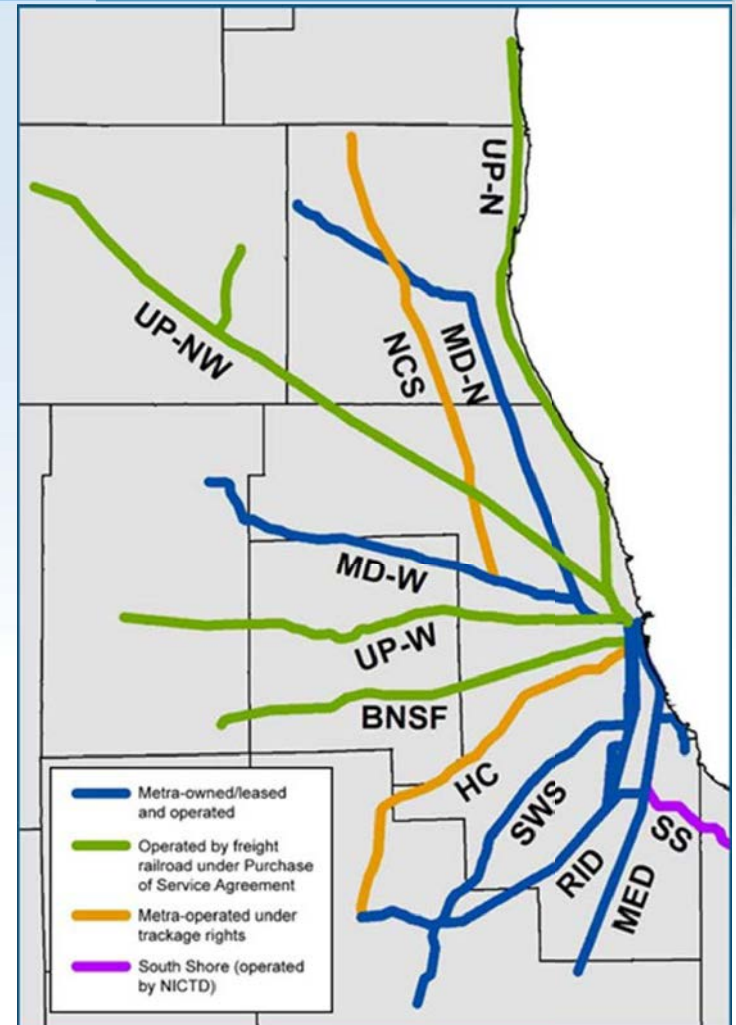 UP-N
UP-NW
NCS
MD-N
MD-W
UP-W
BNSF
HC
SWS
RID
MED
SS
Metra-owned/leased
and operated
Operated by freight
railroad under Purchase
of Service Agreement
Metra-operated under
trackage rights
South Shore (operated
by NICTD)